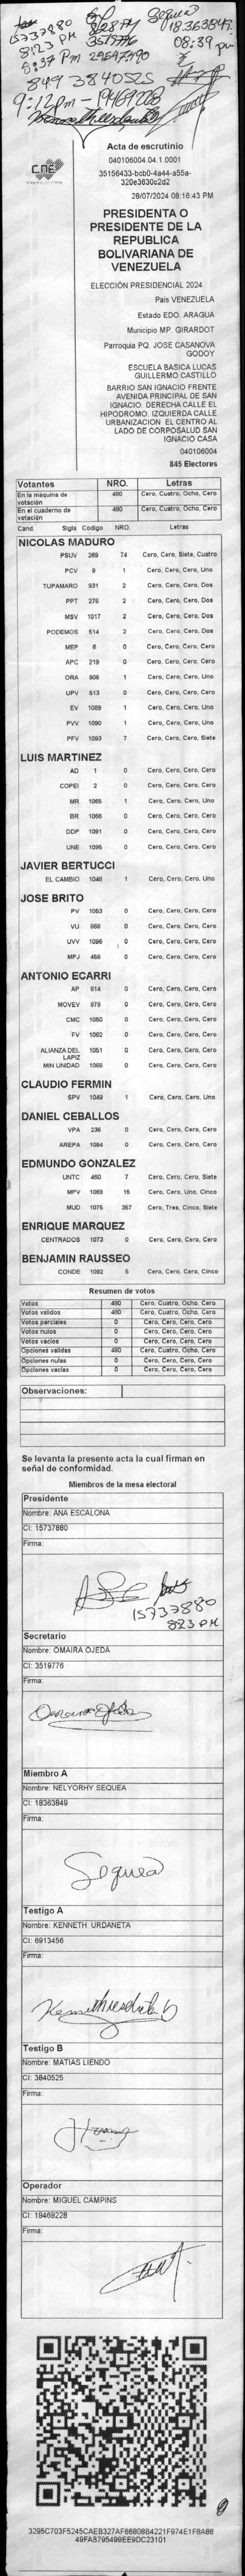 Sequea
15737880
18.363849
8:23 PM
3519776
08:39 pm
8:37 Pm
849 3840525
9:12pm - 19469228
CNE
Acta de escrutinio
040106004.04.1.0001
35156433-bcb0-4a44-a55a-
320e3630c2d2
28/07/2024 08:16:43 PM
PRESIDENTA O
PRESIDENTE DE LA
REPUBLICA
BOLIVARIANA DE
VENEZUELA
ELECCIÓN PRESIDENCIAL 2024
País VENEZUELA
Estado EDO. ARAGUA
Municipio MP. GIRARDOT
Parroquia PQ. JOSE CASANOVA
GODOY
ESCUELA BASICA LUCAS
GUILLERMO CASTILLO
BARRIO SAN IGNACIO FRENTE
AVENIDA PRINCIPAL DE SAN
IGNACIO. DERECHA CALLE EL
HIPODROMO. IZQUIERDA CALLE
URBANIZACION EL CENTRO AL
LADO DE CORPOSALUD SAN
IGNACIO CASA
040106004
845 Electores
Votantes NRO. Letras
En la máquina de votación 480 Cero, Cuatro, Ocho, Cero
En el cuaderno de votación 480 Cero, Cuatro, Ocho, Cero
Cand. Sigla Código NRO. Letras
NICOLAS MADURO
PSUV 269 74 Cero, Cero, Siete, Cuatro
PCV 9 1 Cero, Cero, Cero, Uno
TUPAMARO 931 2 Cero, Cero, Cero, Dos
PPT 276 2 Cero, Cero, Cero, Dos
MSV 1017 2 Cero, Cero, Cero, Dos
PODEMOS 514 2 Cero, Cero, Cero, Dos
MEP 6 0 Cero, Cero, Cero, Cero
APC 219 0 Cero, Cero, Cero, Cero
ORA 906 1 Cero, Cero, Cero, Uno
UPV 513 0 Cero, Cero, Cero, Cero
EV 1089 1 Cero, Cero, Cero, Uno
PVV 1090 1 Cero, Cero, Cero, Uno
PFV 1093 7 Cero, Cero, Cero, Siete
LUIS MARTINEZ
AD 1 0 Cero, Cero, Cero, Cero
COPEI 2 0 Cero, Cero, Cero, Cero
MR 1065 1 Cero, Cero, Cero, Uno
BR 1066 0 Cero, Cero, Cero, Cero
DDP 1091 0 Cero, Cero, Cero, Cero
UNE 1095 0 Cero, Cero, Cero, Cero
JAVIER BERTUCCI
EL CAMBIO 1048 1 Cero, Cero, Cero, Uno
JOSE BRITO
PV 1053 0 Cero, Cero, Cero, Cero
VU 868 0 Cero, Cero, Cero, Cero
UVV 1096 0 Cero, Cero, Cero, Cero
MPJ 458 0 Cero, Cero, Cero, Cero
ANTONIO ECARRI
AP 814 0 Cero, Cero, Cero, Cero
MOVEV 978 0 Cero, Cero, Cero, Cero
CMC 1050 0 Cero, Cero, Cero, Cero
FV 1062 0 Cero, Cero, Cero, Cero
ALIANZA DEL LAPIZ 1051 0 Cero, Cero, Cero, Cero
MIN UNIDAD 1068 0 Cero, Cero, Cero, Cero
CLAUDIO FERMIN
SPV 1049 1 Cero, Cero, Cero, Uno
DANIEL CEBALLOS
VPA 236 0 Cero, Cero, Cero, Cero
AREPA 1094 0 Cero, Cero, Cero, Cero
EDMUNDO GONZALEZ
UNTC 460 7 Cero, Cero, Cero, Siete
MPV 1069 15 Cero, Cero, Uno, Cinco
MUD 1075 357 Cero, Tres, Cinco, Siete
ENRIQUE MARQUEZ
CENTRADOS 1073 0 Cero, Cero, Cero, Cero
BENJAMIN RAUSSEO
CONDE 1092 5 Cero, Cero, Cero, Cinco
Resumen de votos
Votos 480 Cero, Cuatro, Ocho, Cero
Votos válidos 480 Cero, Cuatro, Ocho, Cero
Votos parciales 0 Cero, Cero, Cero, Cero
Votos nulos 0 Cero, Cero, Cero, Cero
Votos vacíos 0 Cero, Cero, Cero, Cero
Opciones válidas 480 Cero, Cuatro, Ocho, Cero
Opciones nulas 0 Cero, Cero, Cero, Cero
Opciones vacías 0 Cero, Cero, Cero, Cero
Observaciones:
Se levanta la presente acta la cual firman en
señal de conformidad.
Miembros de la mesa electoral
Presidente
Nombre: ANA ESCALONA
CI: 15737880
Firma:
15737880
8:23 PM
Secretario
Nombre: OMAIRA OJEDA
CI: 3519776
Firma:
Omaira Ojeda
Miembro A
Nombre: NELYORHY SEQUEA
CI: 18363849
Firma:
Sequea
Testigo A
Nombre: KENNETH URDANETA
CI: 6913456
Firma:
Testigo B
Nombre: MATIAS LIENDO
CI: 3840525
Firma:
Operador
Nombre: MIGUEL CAMPINS
CI: 19469228
Firma:
3295C703F5245CAEB327AF66808B4221F974E1F8A88
49FAB795499EE9DC23101